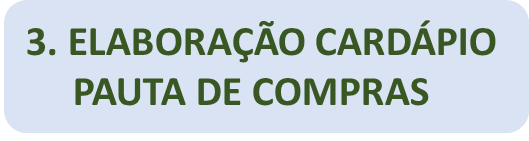 3. ELABORAÇÃO CARDÁPIO
PAUTA DE COMPRAS